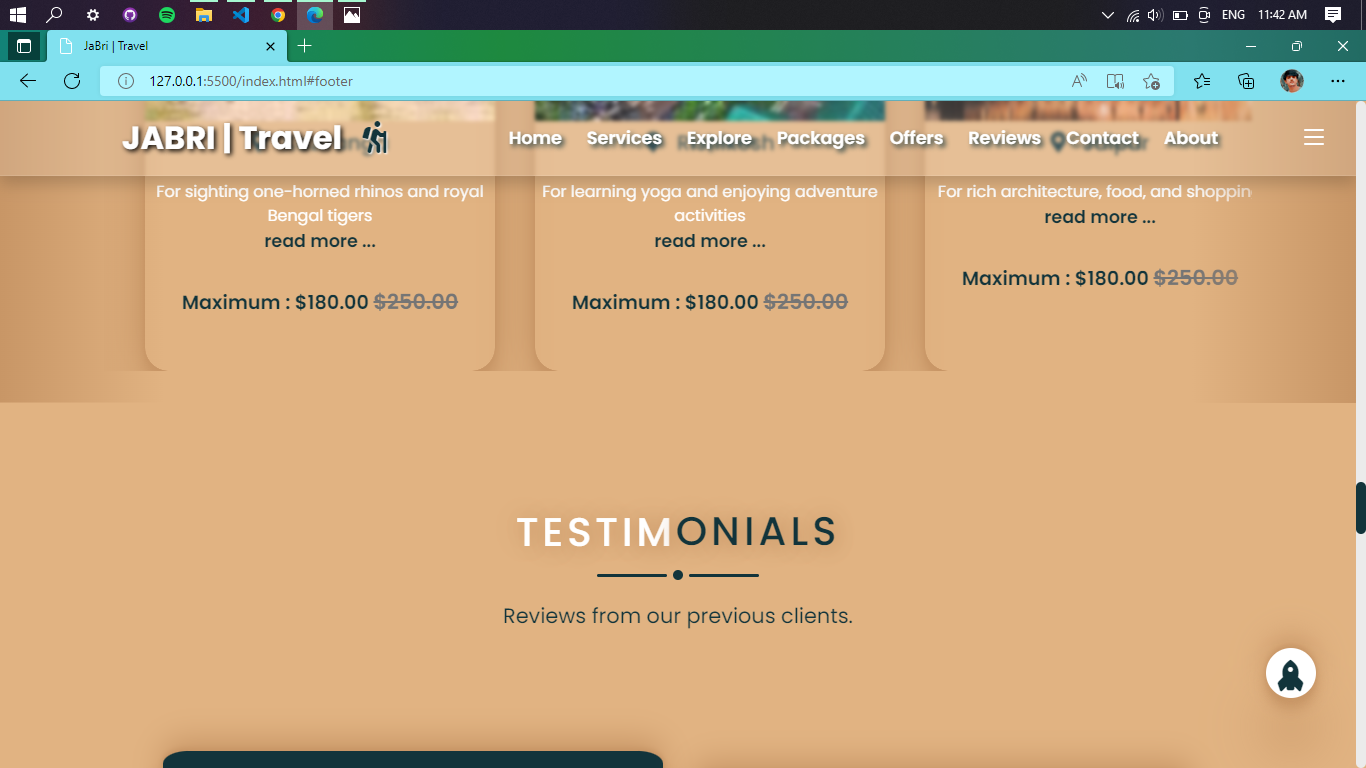 ENG 11:42 AM
JaBri | Travel
127.0.0.1:5500/index.html#footer
JABRI | Travel Home Services Explore Packages Offers Reviews Contact About
For sighting one-horned rhinos and royal
Bengal tigers
read more ...
Maximum : $180.00 $250.00
For learning yoga and enjoying adventure
activities
read more ...
Maximum : $180.00 $250.00
For rich architecture, food, and shoppin
read more ...
Maximum : $180.00 $250.00
TESTIMONIALS
Reviews from our previous clients.